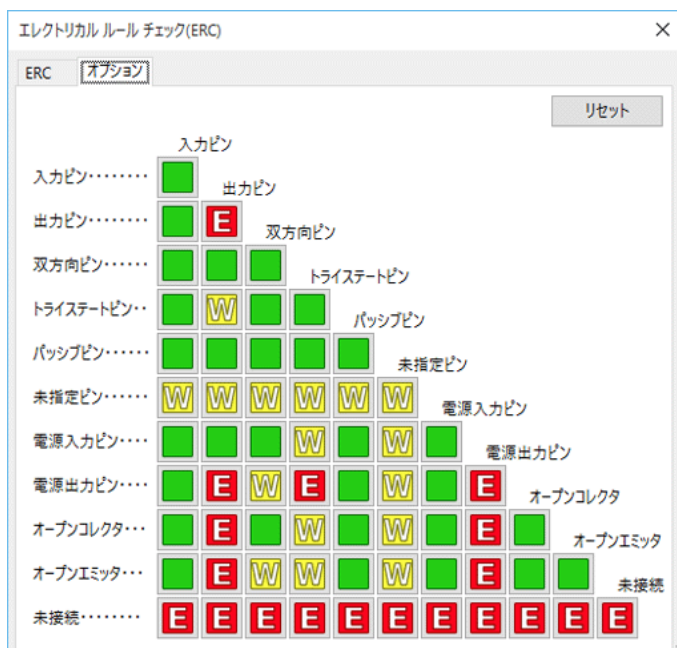 エレクトリカル ルール チェック(ERC)
ERC オプション
リセット
入力ピン
入力ピン········
出力ピン
出力ピン········ E
双方向ピン
双方向ピン······
トライステートピン
トライステートピン·· W
パッシブピン
パッシブピン······
未指定ピン
未指定ピン······ W W W W W W
電源入力ピン
電源入力ピン···· W W
電源出力ピン
電源出力ピン···· E W E W E
オープンコレクタ
オープンコレクタ··· E W W E
オープンエミッタ
オープンエミッタ··· E W W W E
未接続
未接続········ E E E E E E E E E E E